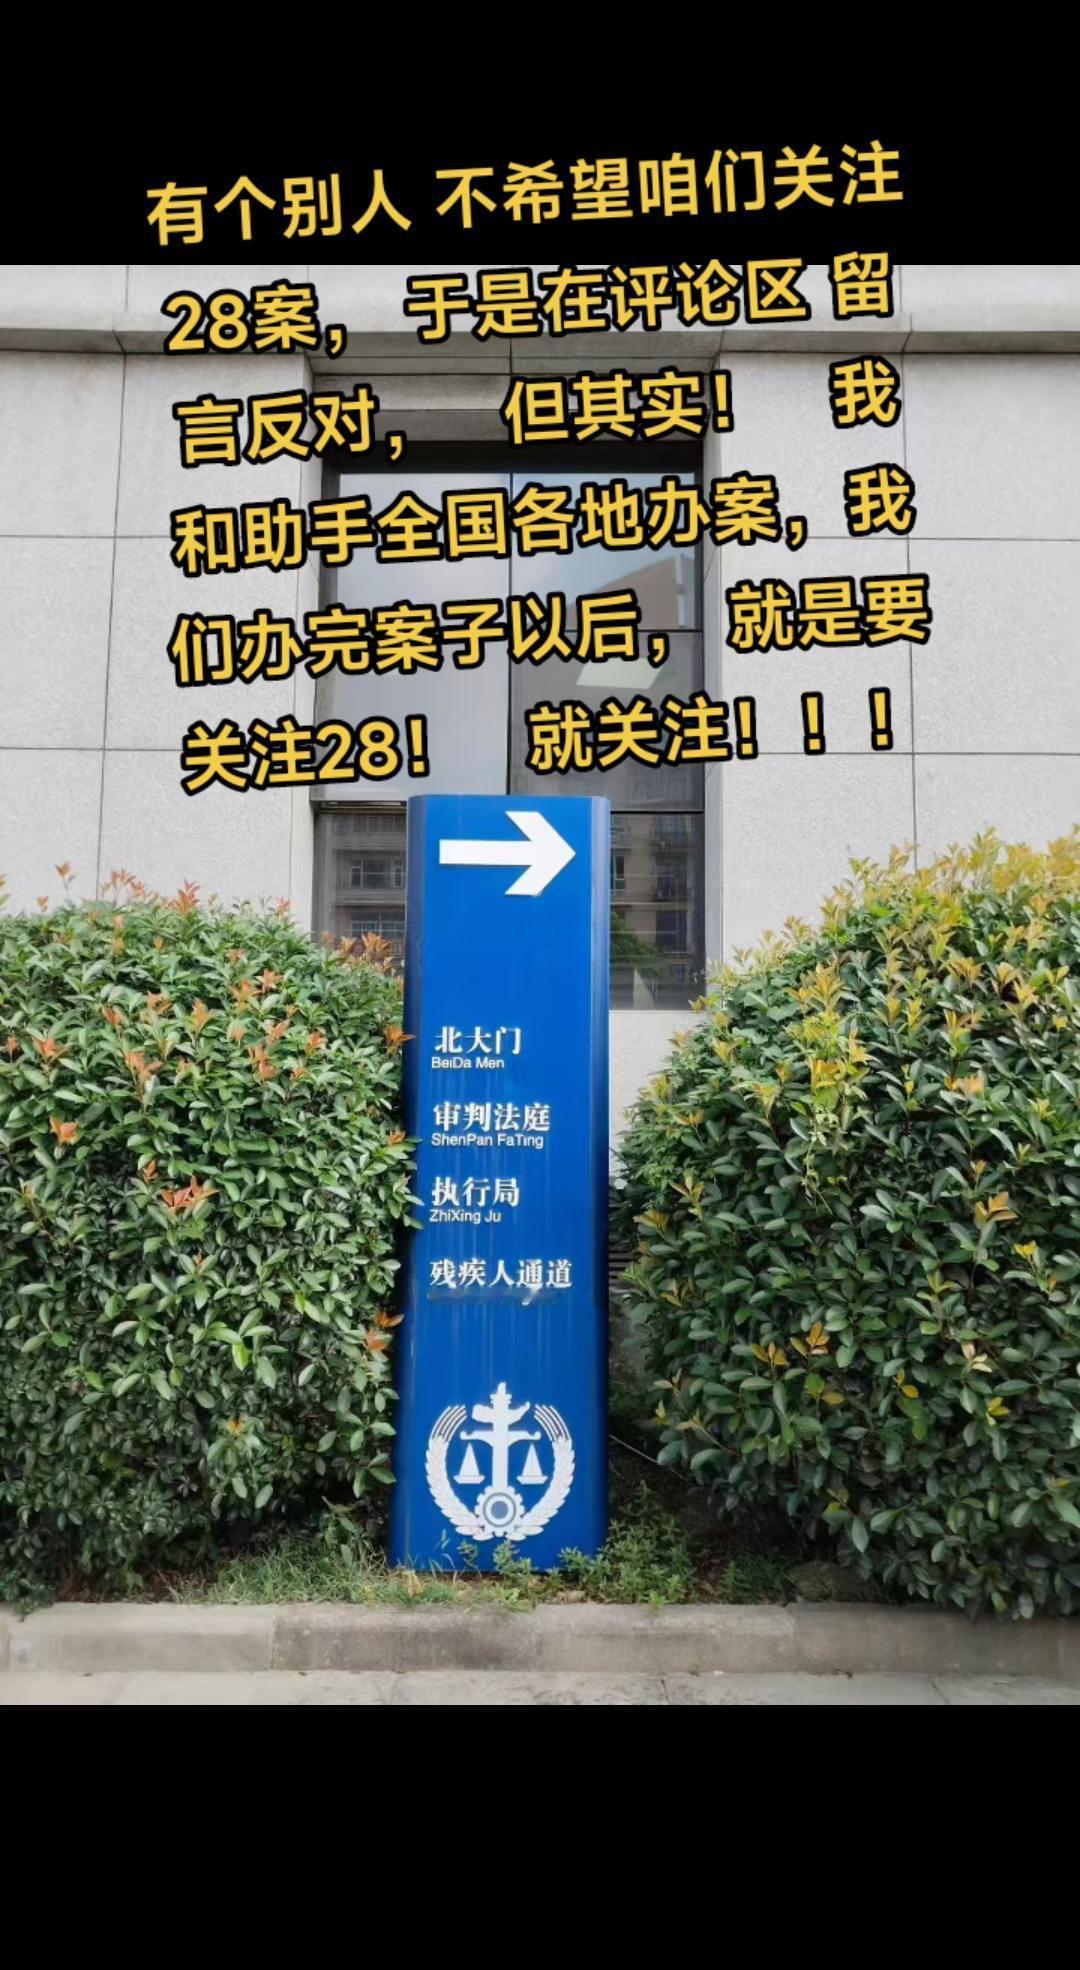 有个别人 不希望咱们关注
28案， 于是在评论区 留
言反对， 但其实！ 我
和助手全国各地办案，我
们办完案子以后， 就是要
关注28！ 就关注！！！
北大门
BeiDa Men
审判法庭
ShenPan FaTing
执行局
ZhiXing Ju
残疾人通道